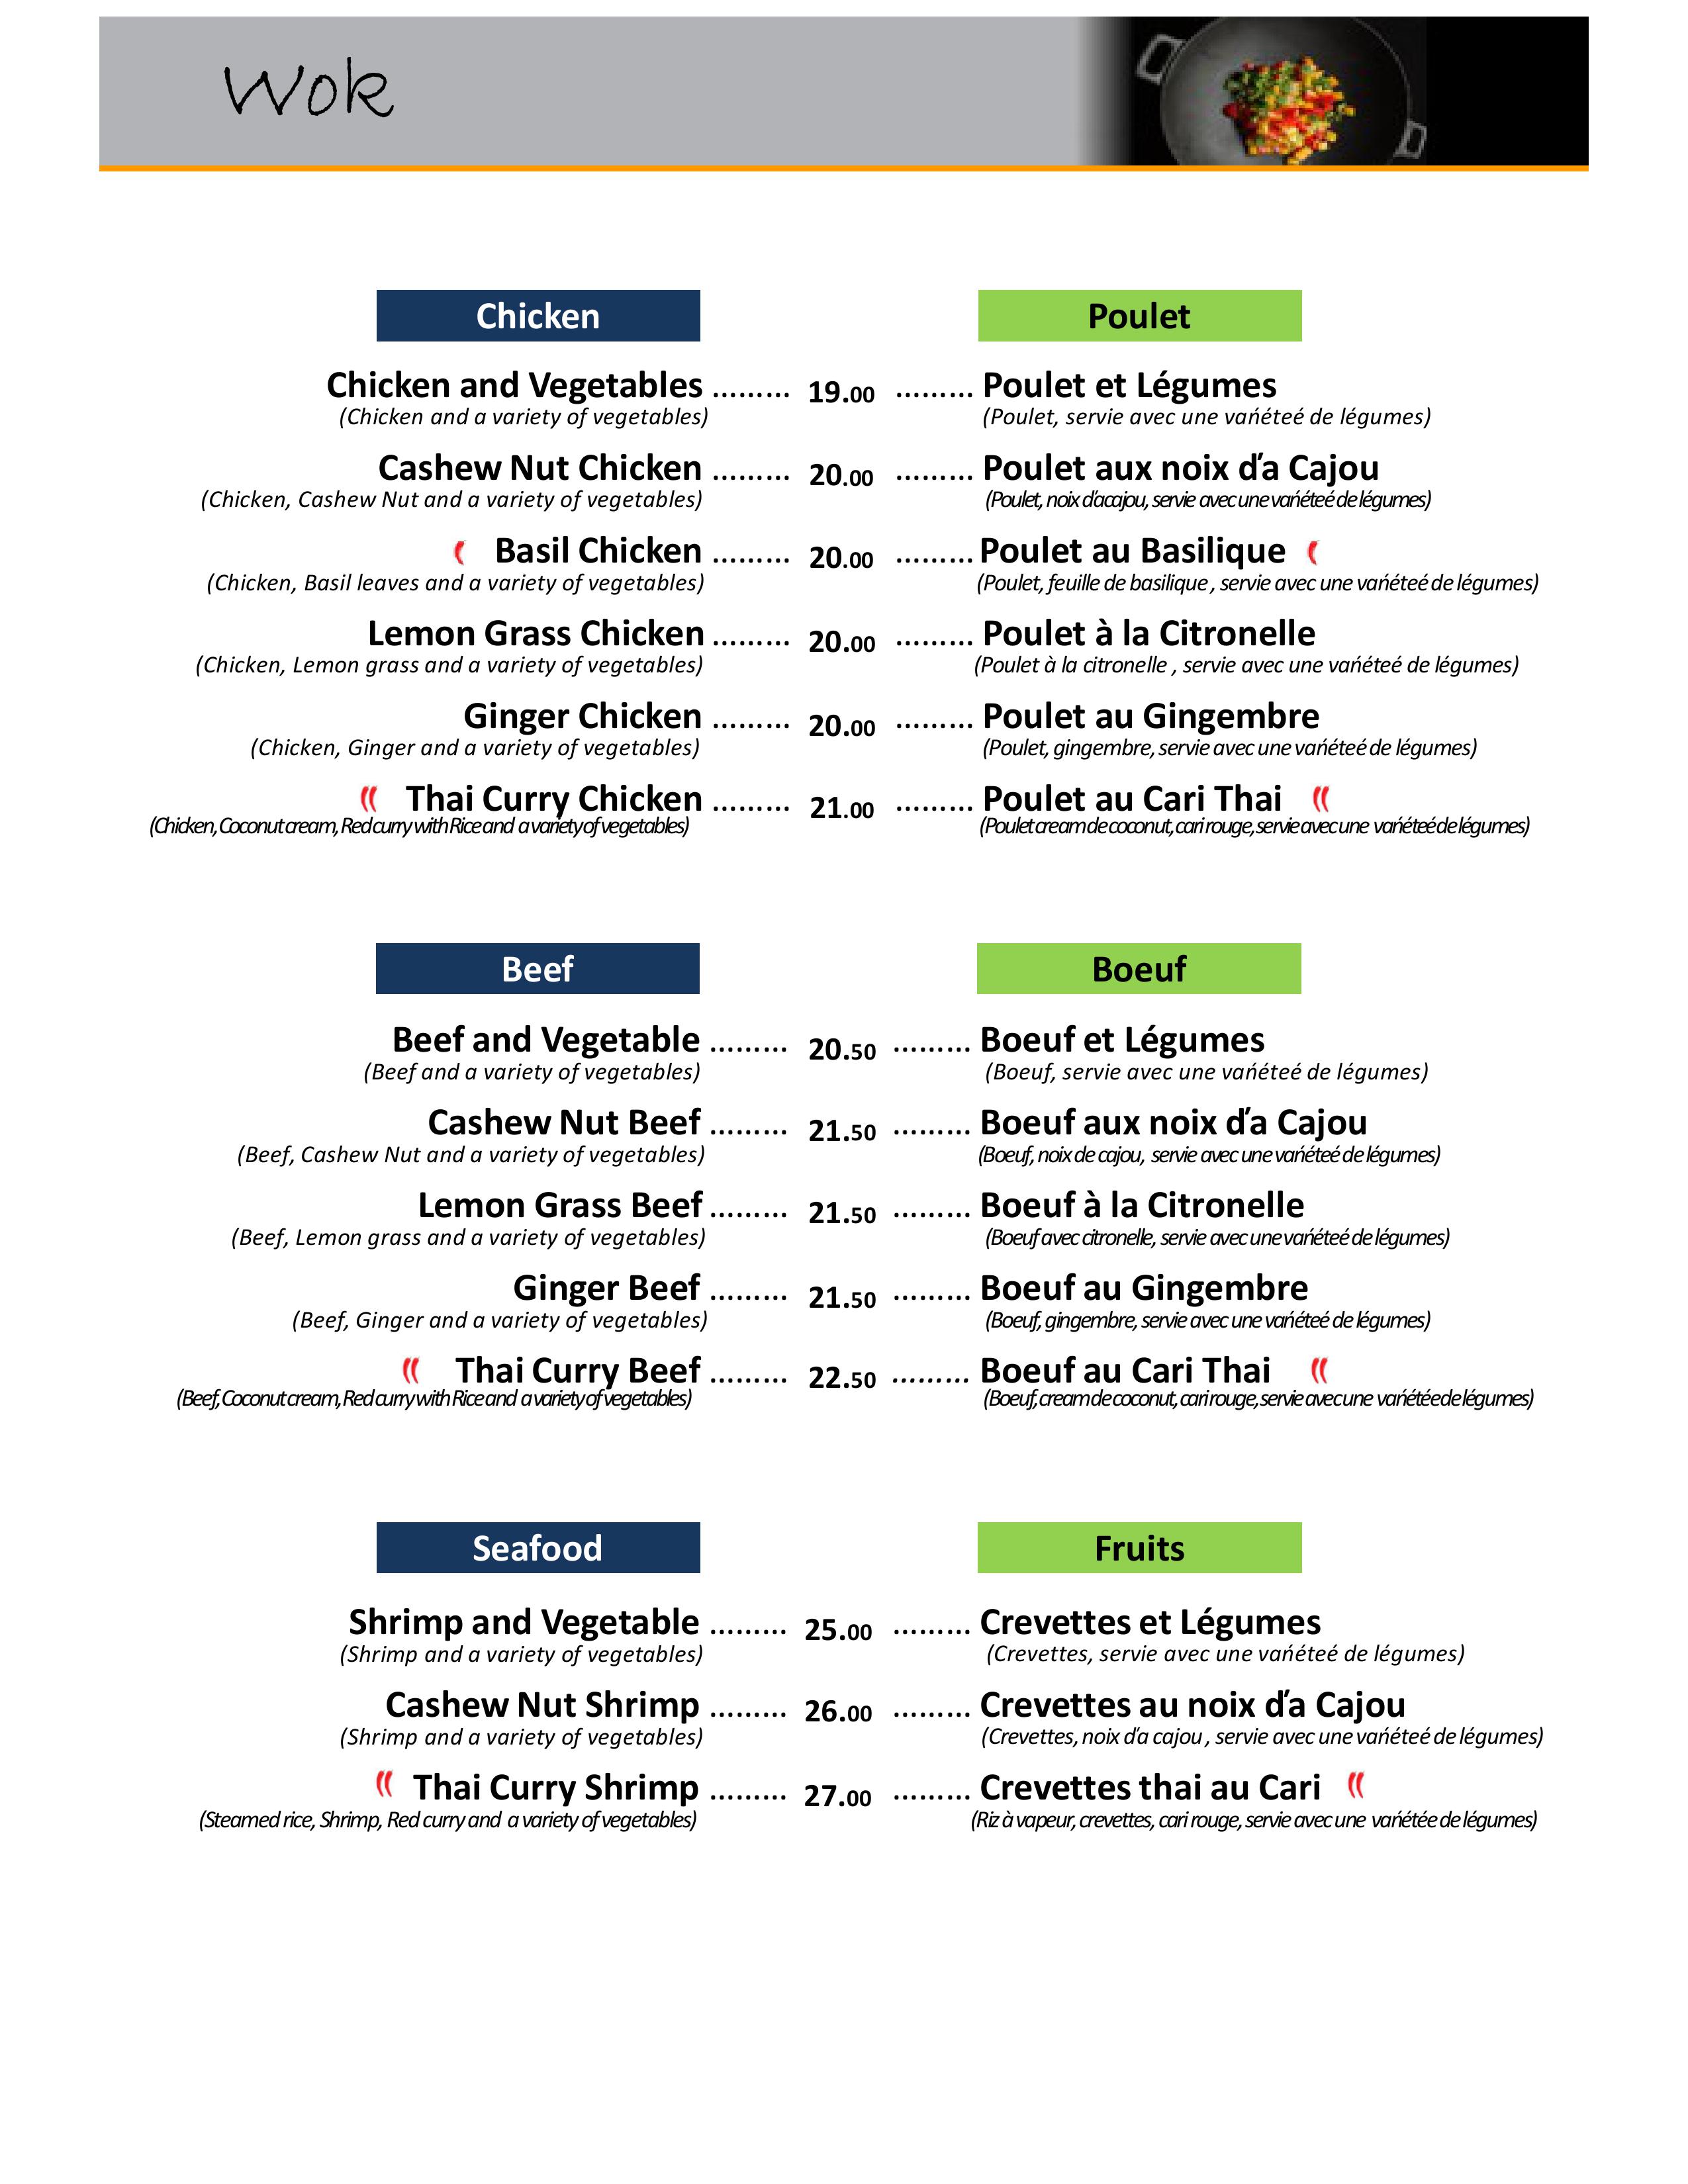 Wok
Chicken Poulet
Chicken and Vegetables ......... 19.00 ......... Poulet et Légumes
(Chicken and a variety of vegetables) (Poulet, servie avec une vańéteé de légumes)
Cashew Nut Chicken ......... 20.00 ......... Poulet aux noix d'a Cajou
(Chicken, Cashew Nut and a variety of vegetables) (Poulet, noix d'acajou, servie avec une vańéteé de légumes)
Basil Chicken ......... 20.00 ......... Poulet au Basilique
(Chicken, Basil leaves and a variety of vegetables) (Poulet, feuille de basilique , servie avec une vańéteé de légumes)
Lemon Grass Chicken ......... 20.00 ......... Poulet à la Citronelle
(Chicken, Lemon grass and a variety of vegetables) (Poulet à la citronelle , servie avec une vańéteé de légumes)
Ginger Chicken ......... 20.00 ......... Poulet au Gingembre
(Chicken, Ginger and a variety of vegetables) (Poulet, gingembre, servie avec une vańéteé de légumes)
Thai Curry Chicken ......... 21.00 ......... Poulet au Cari Thai
(Chicken, Coconut cream, Red curry with Rice and a variety of vegetables) (Poulet cream de coconut, cari rouge, servie avec une vańéteé de légumes)
Beef Boeuf
Beef and Vegetable ......... 20.50 ......... Boeuf et Légumes
(Beef and a variety of vegetables) (Boeuf, servie avec une vańéteé de légumes)
Cashew Nut Beef ......... 21.50 ......... Boeuf aux noix d'a Cajou
(Beef, Cashew Nut and a variety of vegetables) (Boeuf, noix de cajou, servie avec une vańéteé de légumes)
Lemon Grass Beef ......... 21.50 ......... Boeuf à la Citronelle
(Beef, Lemon grass and a variety of vegetables) (Boeuf avec citronelle, servie avec une vańéteé de légumes)
Ginger Beef ......... 21.50 ......... Boeuf au Gingembre
(Beef, Ginger and a variety of vegetables) (Boeuf, gingembre, servie avec une vańéteé de légumes)
Thai Curry Beef ......... 22.50 ......... Boeuf au Cari Thai
(Beef, Coconut cream, Red curry with Rice and a variety of vegetables) (Boeuf, cream de coconut, cari rouge, servie avec une vańétée de légumes)
Seafood Fruits
Shrimp and Vegetable ......... 25.00 ......... Crevettes et Légumes
(Shrimp and a variety of vegetables) (Crevettes, servie avec une vańéteé de légumes)
Cashew Nut Shrimp ......... 26.00 ......... Crevettes au noix d'a Cajou
(Shrimp and a variety of vegetables) (Crevettes, noix d'a cajou , servie avec une vańéteé de légumes)
Thai Curry Shrimp ......... 27.00 ......... Crevettes thai au Cari
(Steamed rice, Shrimp, Red curry and a variety of vegetables) (Riz à vapeur, crevettes, cari rouge, servie avec une vańétée de légumes)